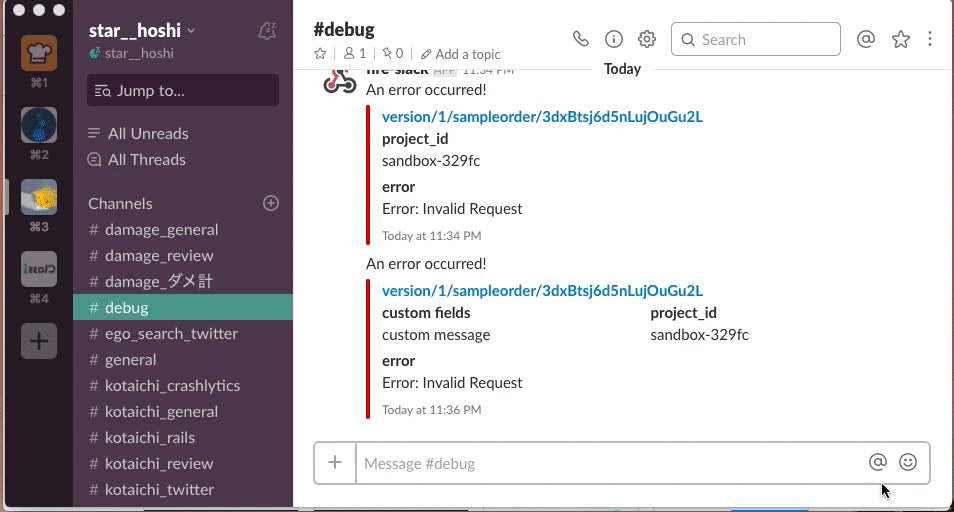 star__hoshi
star__hoshi
Jump to...
All Unreads
All Threads
Channels
# damage_general
# damage_review
# damage_ダメ計
# debug
# ego_search_twitter
# general
# kotaichi_crashlytics
# kotaichi_general
# kotaichi_rails
# kotaichi_review
# kotaichi_twitter
⌘1
⌘2
⌘3
Classi
⌘4
#debug
1
0
Add a topic
Search
Today
fire-slack APP 11:34 PM
An error occurred!
version/1/sampleorder/3dxBtsj6d5nLujOuGu2L
project_id
sandbox-329fc
error
Error: Invalid Request
Today at 11:34 PM
An error occurred!
version/1/sampleorder/3dxBtsj6d5nLujOuGu2L
custom fields project_id
custom message sandbox-329fc
error
Error: Invalid Request
Today at 11:36 PM
Message #debug